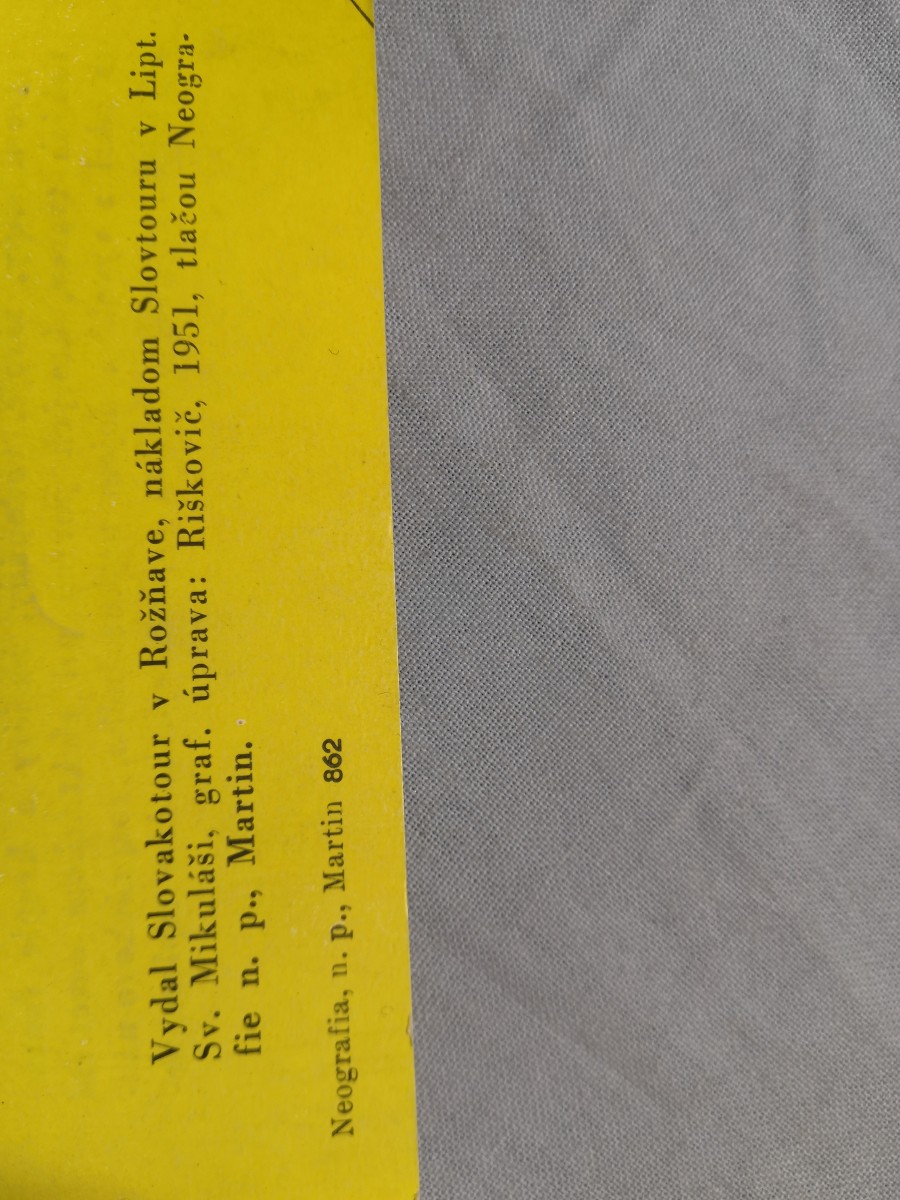 Vydal Slovakotour v Rožňave, nákladom Slovtouru v Lipt.
Sv. Mikuláši, graf. úprava: Riškovič, 1951, tlačou Neogra-
fie n. p., Martin.
Neografia, n. p., Martin 862